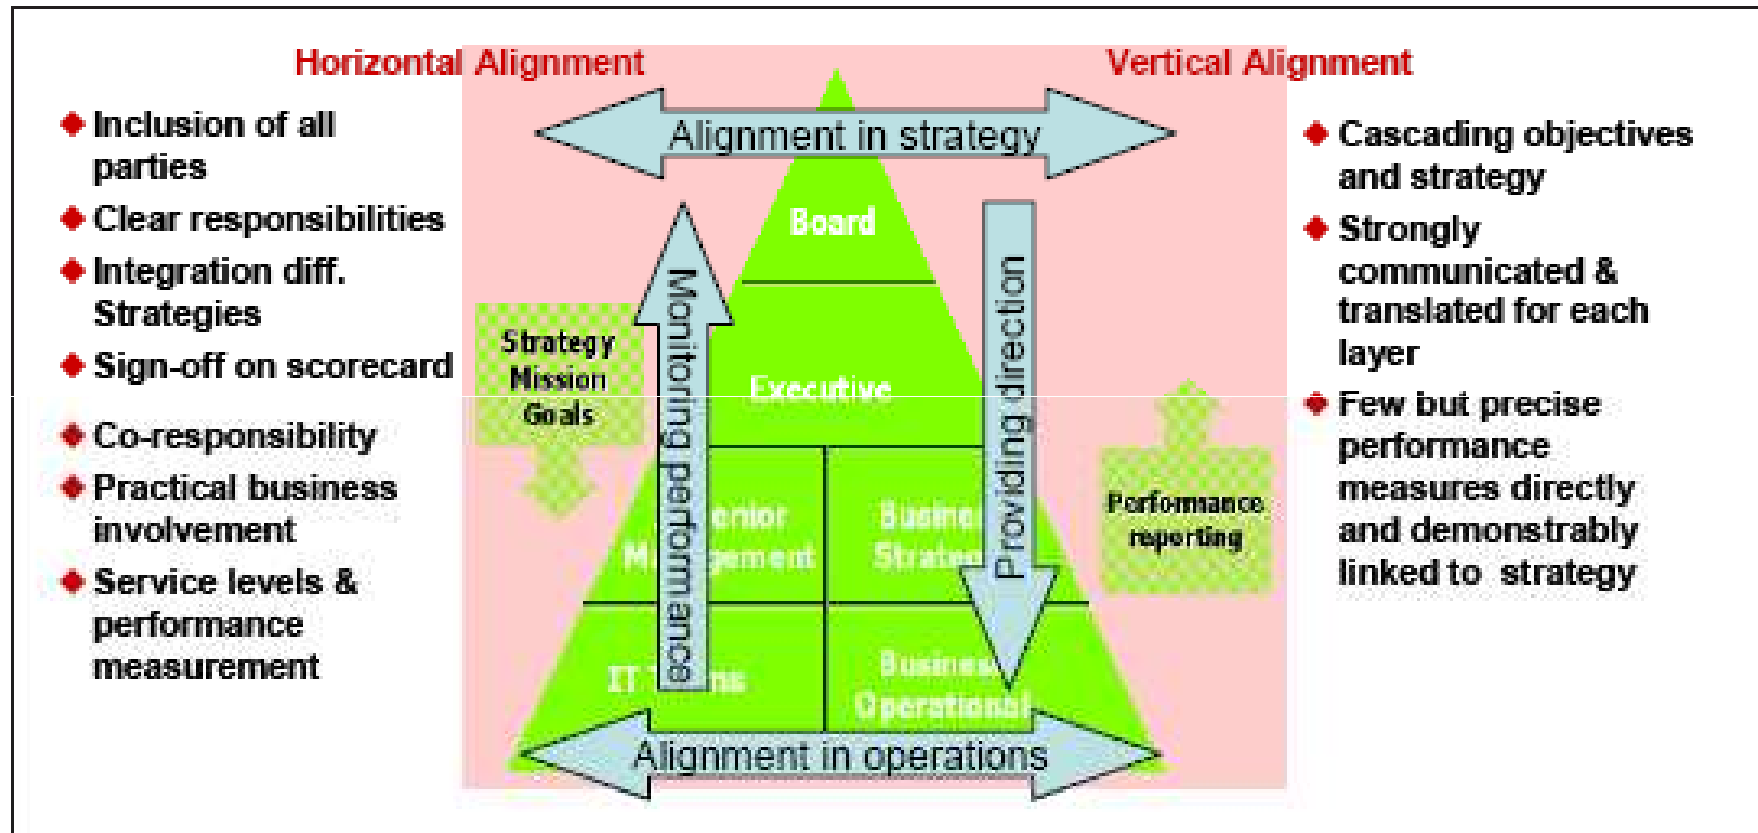 Horizontal Alignment
Inclusion of all
parties
Clear responsibilities
Integration diff.
Strategies
Sign-off on scorecard
Co-responsibility
Practical business
involvement
Service levels &
performance
measurement
Alignment in strategy
Board
Executive
Strategy
Mission
Goals
Monitoring performance
Providing direction
Business
Operational
IT
Performance
reporting
Alignment in operations
Vertical Alignment
Cascading objectives
and strategy
Strongly
communicated &
translated for each
layer
Few but precise
performance
measures directly
and demonstrably
linked to strategy